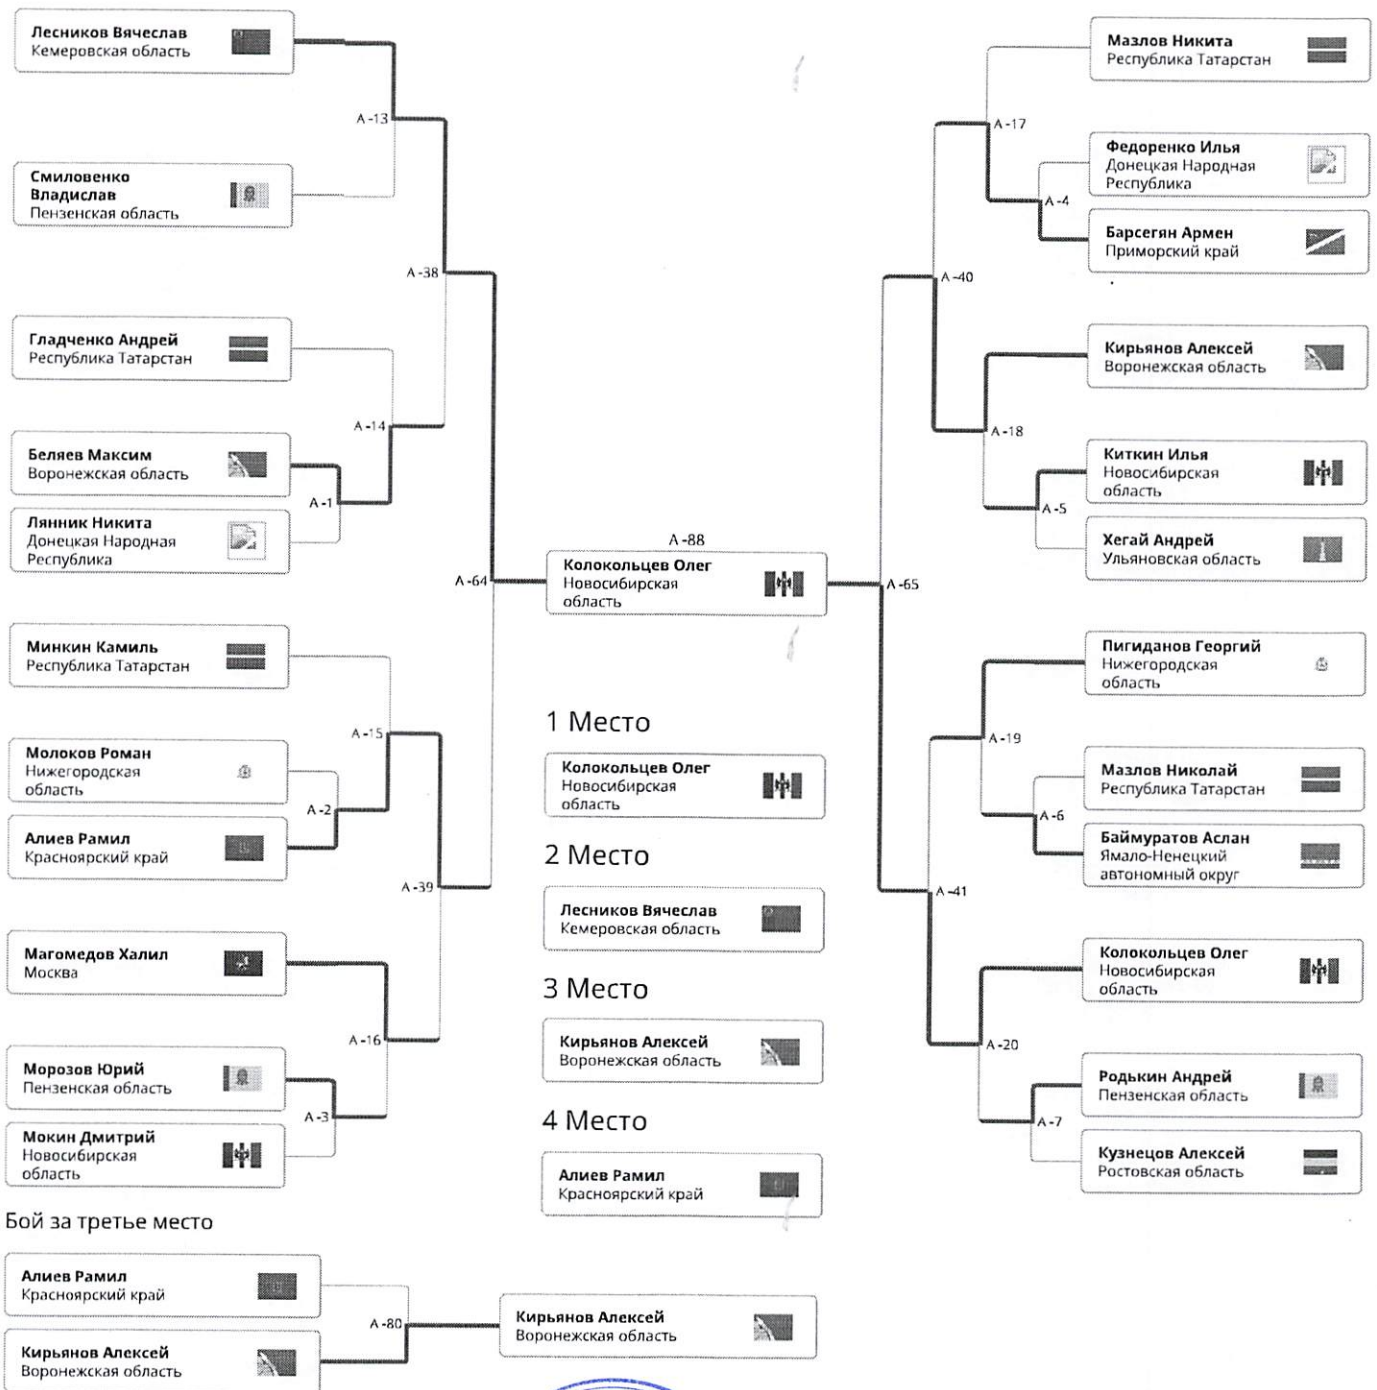 Лесников Вячеслав
Кемеровская область
A -13
Смиловенко
Владислав
Пензенская область
A -38
Гладченко Андрей
Республика Татарстан
A -14
Беляев Максим
Воронежская область
A -1
Лянник Никита
Донецкая Народная
Республика
A -64
Минкин Камиль
Республика Татарстан
A -15
Молоков Роман
Нижегородская
область
A -2
Алиев Рамил
Красноярский край
A -39
Магомедов Халил
Москва
A -16
Морозов Юрий
Пензенская область
A -3
Мокин Дмитрий
Новосибирская
область
A -88
Колокольцев Олег
Новосибирская
область
1 Место
Колокольцев Олег
Новосибирская
область
2 Место
Лесников Вячеслав
Кемеровская область
3 Место
Кирьянов Алексей
Воронежская область
4 Место
Алиев Рамил
Красноярский край
Мазлов Никита
Республика Татарстан
A -17
Федоренко Илья
Донецкая Народная
Республика
A -4
Барсегян Армен
Приморский край
A -40
Кирьянов Алексей
Воронежская область
A -18
Киткин Илья
Новосибирская
область
A -5
Хегай Андрей
Ульяновская область
A -65
Пигиданов Георгий
Нижегородская
область
A -19
Мазлов Николай
Республика Татарстан
A -6
Баймуратов Аслан
Ямало-Ненецкий
автономный округ
A -41
Колокольцев Олег
Новосибирская
область
A -20
Родькин Андрей
Пензенская область
A -7
Кузнецов Алексей
Ростовская область
Бой за третье место
Алиев Рамил
Красноярский край
A -80
Кирьянов Алексей
Воронежская область
Кирьянов Алексей
Воронежская область